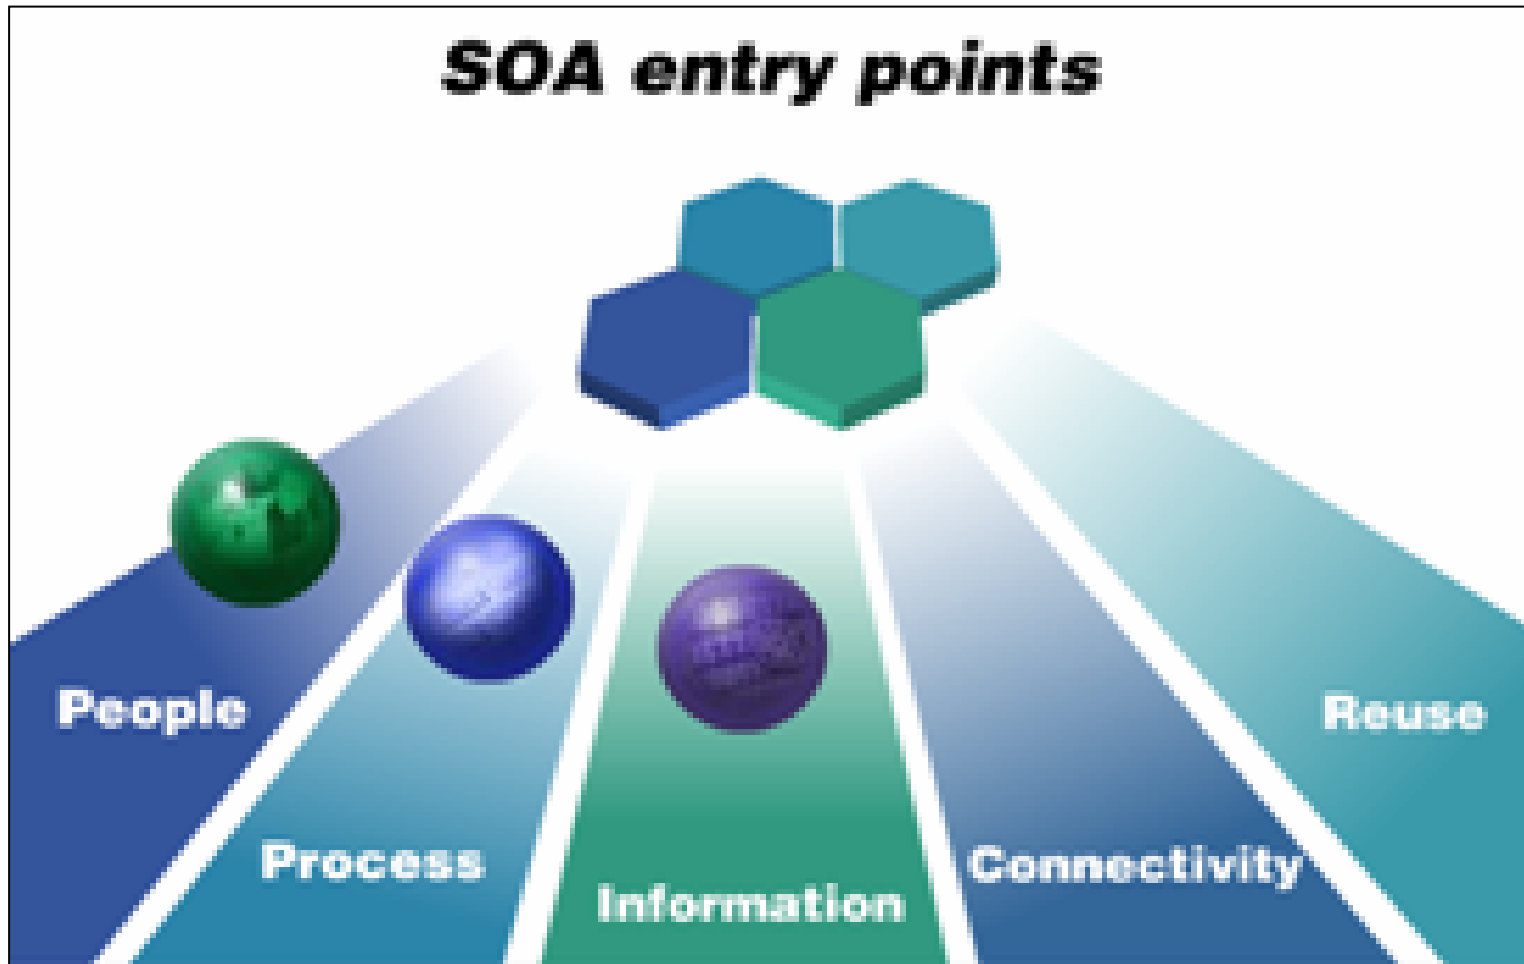 SOA entry points
People
Process
Information
Connectivity
Reuse